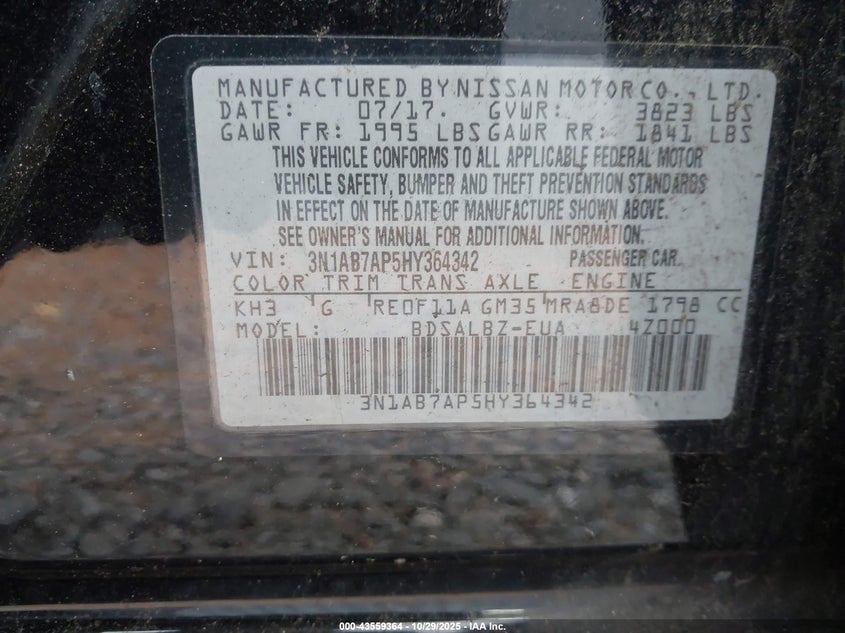 MANUFACTURED BY NISSAN MOTOR CO., LTD.
DATE: 07/17. GVWR: 3823 LBS
GAWR FR: 1995 LBS GAWR RR: 1841 LBS
THIS VEHICLE CONFORMS TO ALL APPLICABLE FEDERAL MOTOR
VEHICLE SAFETY, BUMPER AND THEFT PREVENTION STANDARDS
IN EFFECT ON THE DATE OF MANUFACTURE SHOWN ABOVE.
SEE OWNER'S MANUAL FOR ADDITIONAL INFORMATION.
VIN: 3N1AB7AP5HY364342 PASSENGER CAR.
COLOR TRIM TRANS AXLE ENGINE
KH3 G RE0F11A GM35 MRA8DE 1798 CC
MODEL: BDSALBZ-EUA 4Z000
3N1AB7AP5HY364342
000-43559364 - 10/29/2025 - IAA Inc.